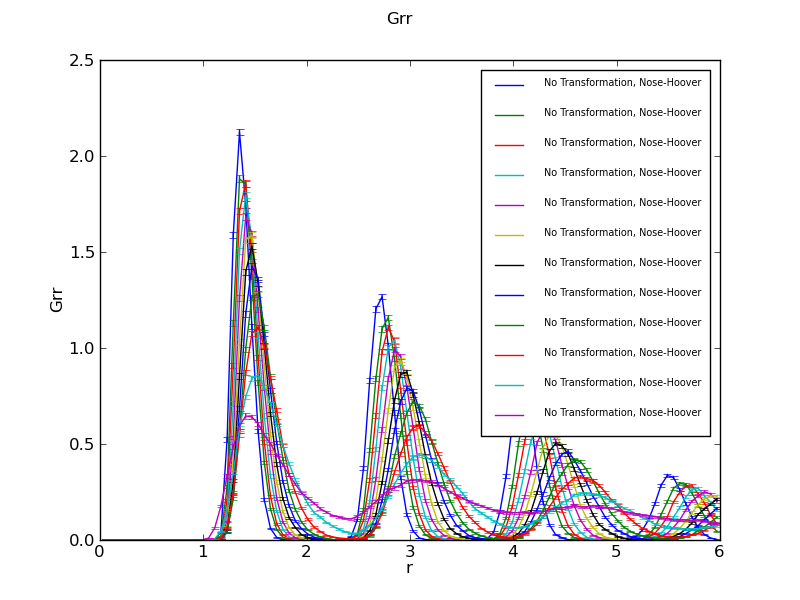 Grr
2.5
2.0
1.5
1.0
0.5
0.0
Grr
No Transformation, Nose-Hoover
No Transformation, Nose-Hoover
No Transformation, Nose-Hoover
No Transformation, Nose-Hoover
No Transformation, Nose-Hoover
No Transformation, Nose-Hoover
No Transformation, Nose-Hoover
No Transformation, Nose-Hoover
No Transformation, Nose-Hoover
No Transformation, Nose-Hoover
No Transformation, Nose-Hoover
No Transformation, Nose-Hoover
0 1 2 3 4 5 6
r